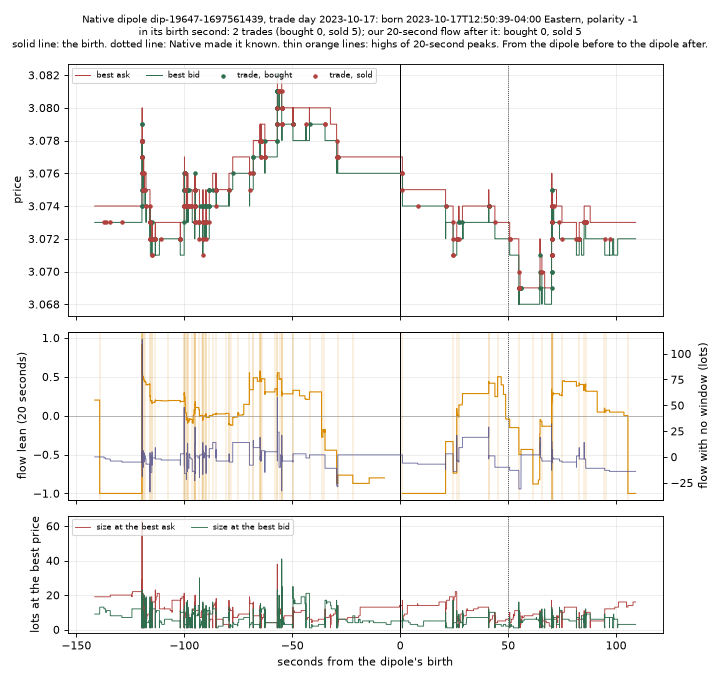 Native dipole dip-19647-1697561439, trade day 2023-10-17: born 2023-10-17T12:50:39-04:00 Eastern, polarity -1
in its birth second: 2 trades (bought 0, sold 5); our 20-second flow after it: bought 0, sold 5
solid line: the birth. dotted line: Native made it known. thin orange lines: highs of 20-second peaks. From the dipole before to the dipole after.
best ask best bid trade, bought trade, sold
3.082
3.080
3.078
3.076
3.074
3.072
3.070
3.068
price
1.0
0.5
0.0
−0.5
−1.0
flow lean (20 seconds)
100
75
50
25
0
−25
flow with no window (lots)
size at the best ask size at the best bid
60
40
20
0
lots at the best price
−150 −100 −50 0 50 100
seconds from the dipole's birth